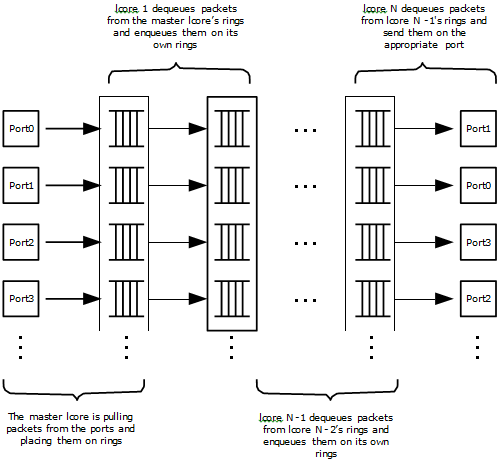 lcore 1 dequeues packets
from the master lcore's rings
and enqueues them on its
own rings
lcore N dequeues packets
from lcore N -1's rings and
send them on the
appropriate port
Port0
Port1
Port1
Port0
Port2
Port3
Port3
Port2
The master lcore is pulling
packets from the ports and
placing them on rings
lcore N-1 dequeues packets
from lcore N-2's rings and
enqueues them on its own
rings